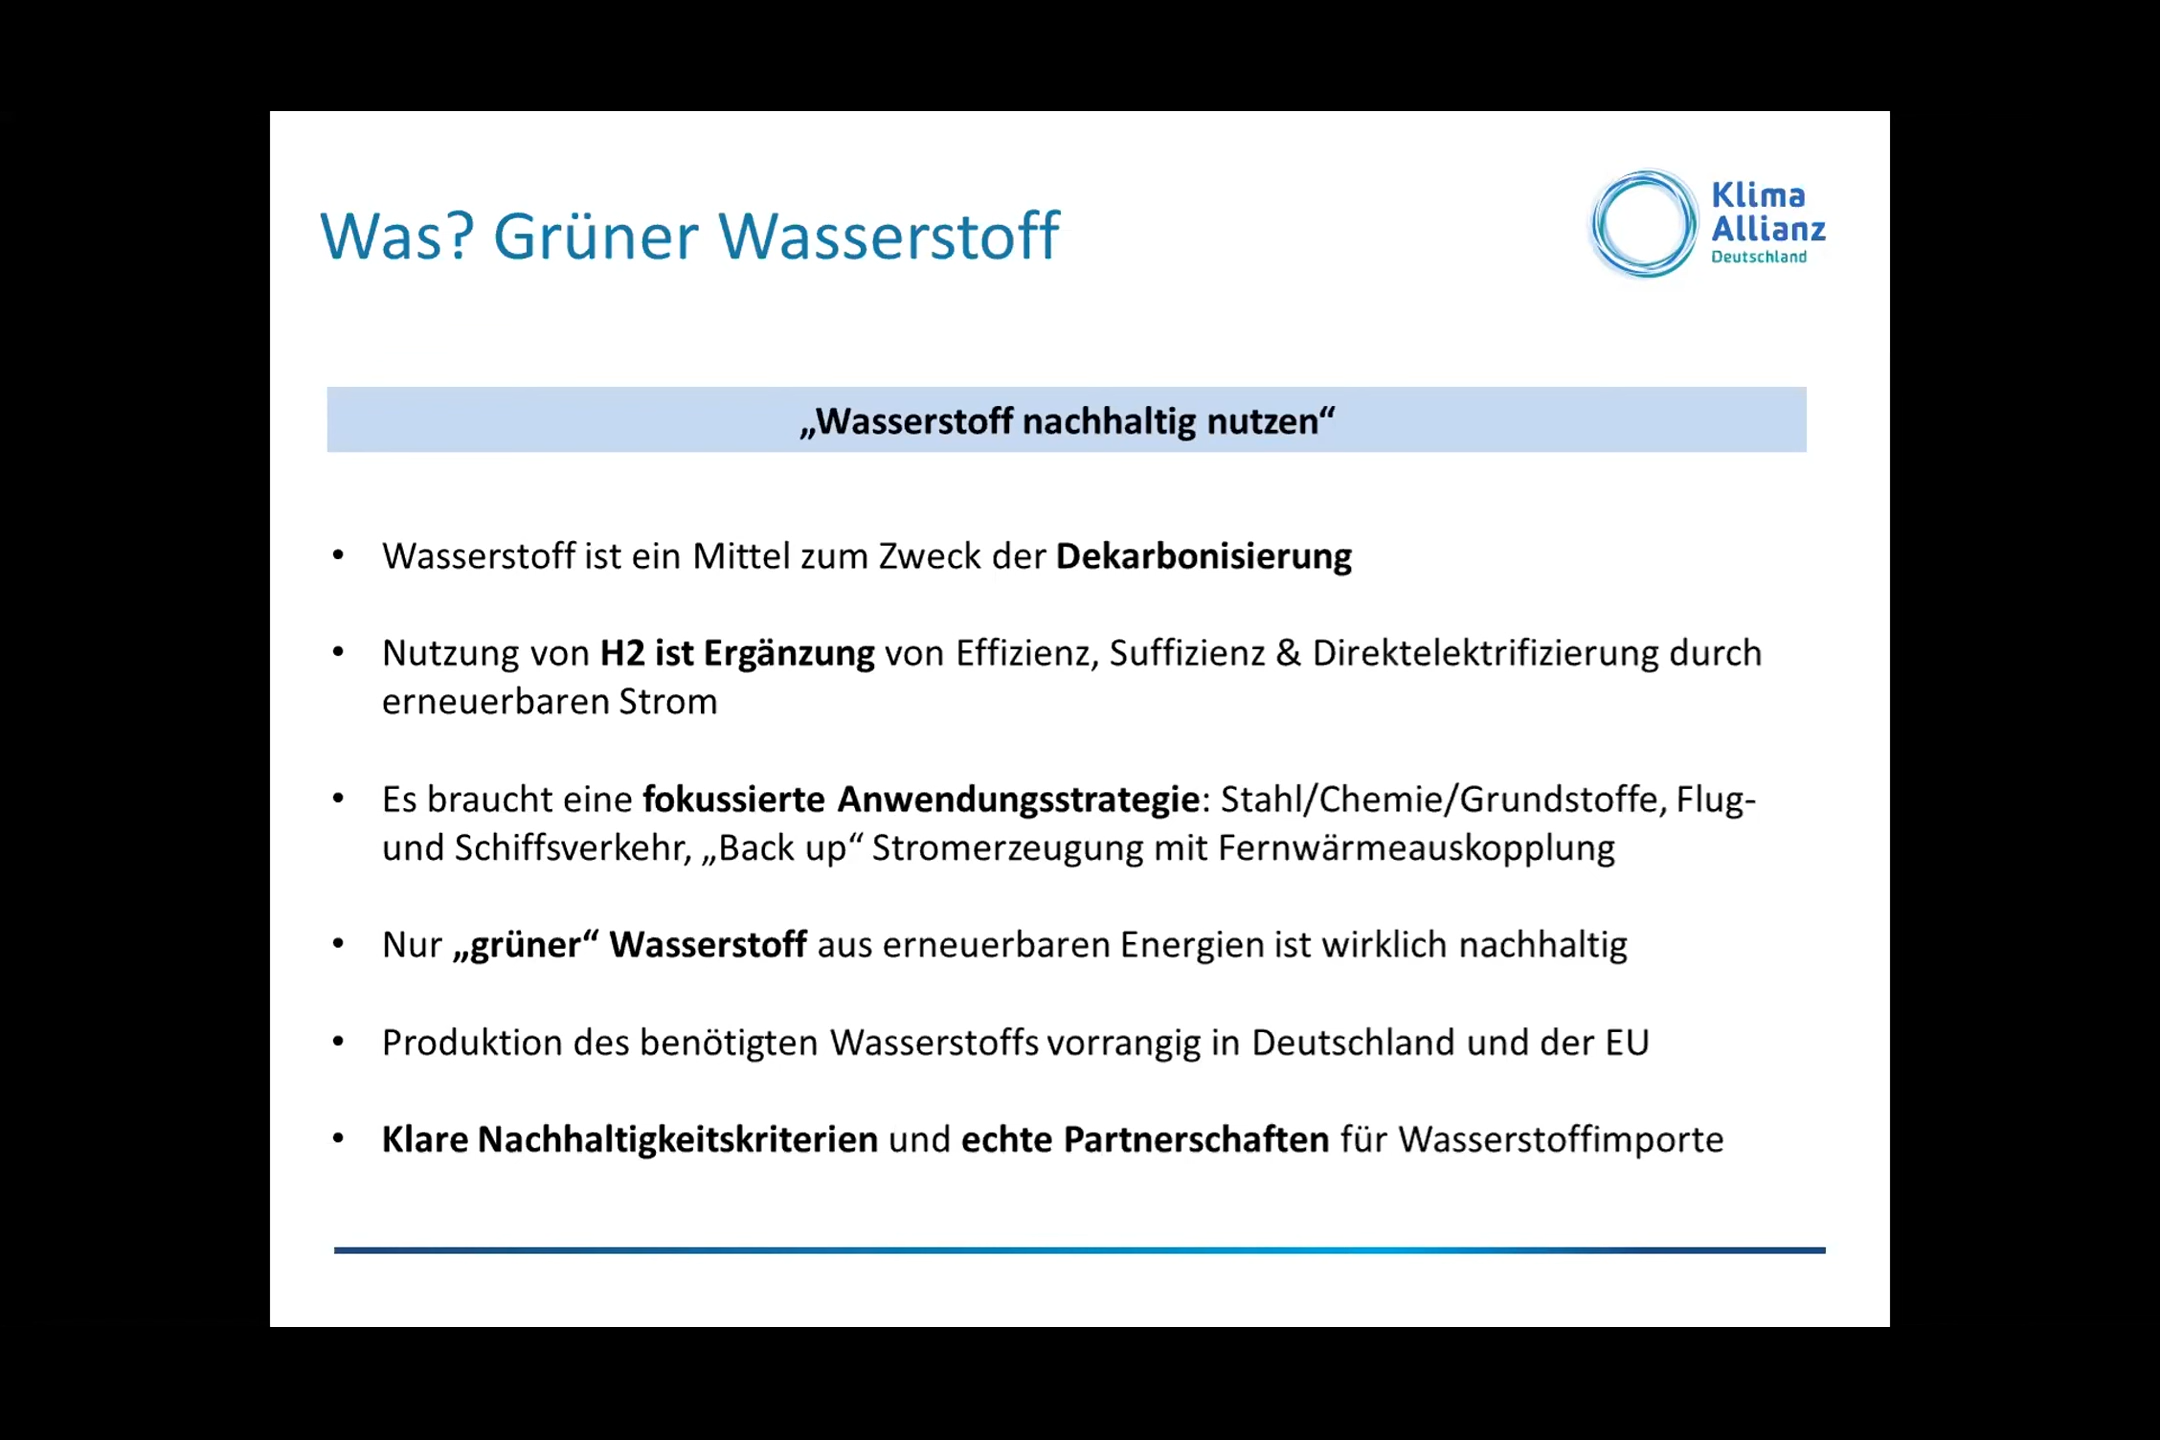 Was? Grüner Wasserstoff
Klima
Allianz
Deutschland
„Wasserstoff nachhaltig nutzen“
• Wasserstoff ist ein Mittel zum Zweck der Dekarbonisierung
• Nutzung von H2 ist Ergänzung von Effizienz, Suffizienz & Direktelektrifizierung durch
erneuerbaren Strom
• Es braucht eine fokussierte Anwendungsstrategie: Stahl/Chemie/Grundstoffe, Flug-
und Schiffsverkehr, „Back up“ Stromerzeugung mit Fernwärmeauskopplung
• Nur „grüner“ Wasserstoff aus erneuerbaren Energien ist wirklich nachhaltig
• Produktion des benötigten Wasserstoffs vorrangig in Deutschland und der EU
• Klare Nachhaltigkeitskriterien und echte Partnerschaften für Wasserstoffimporte